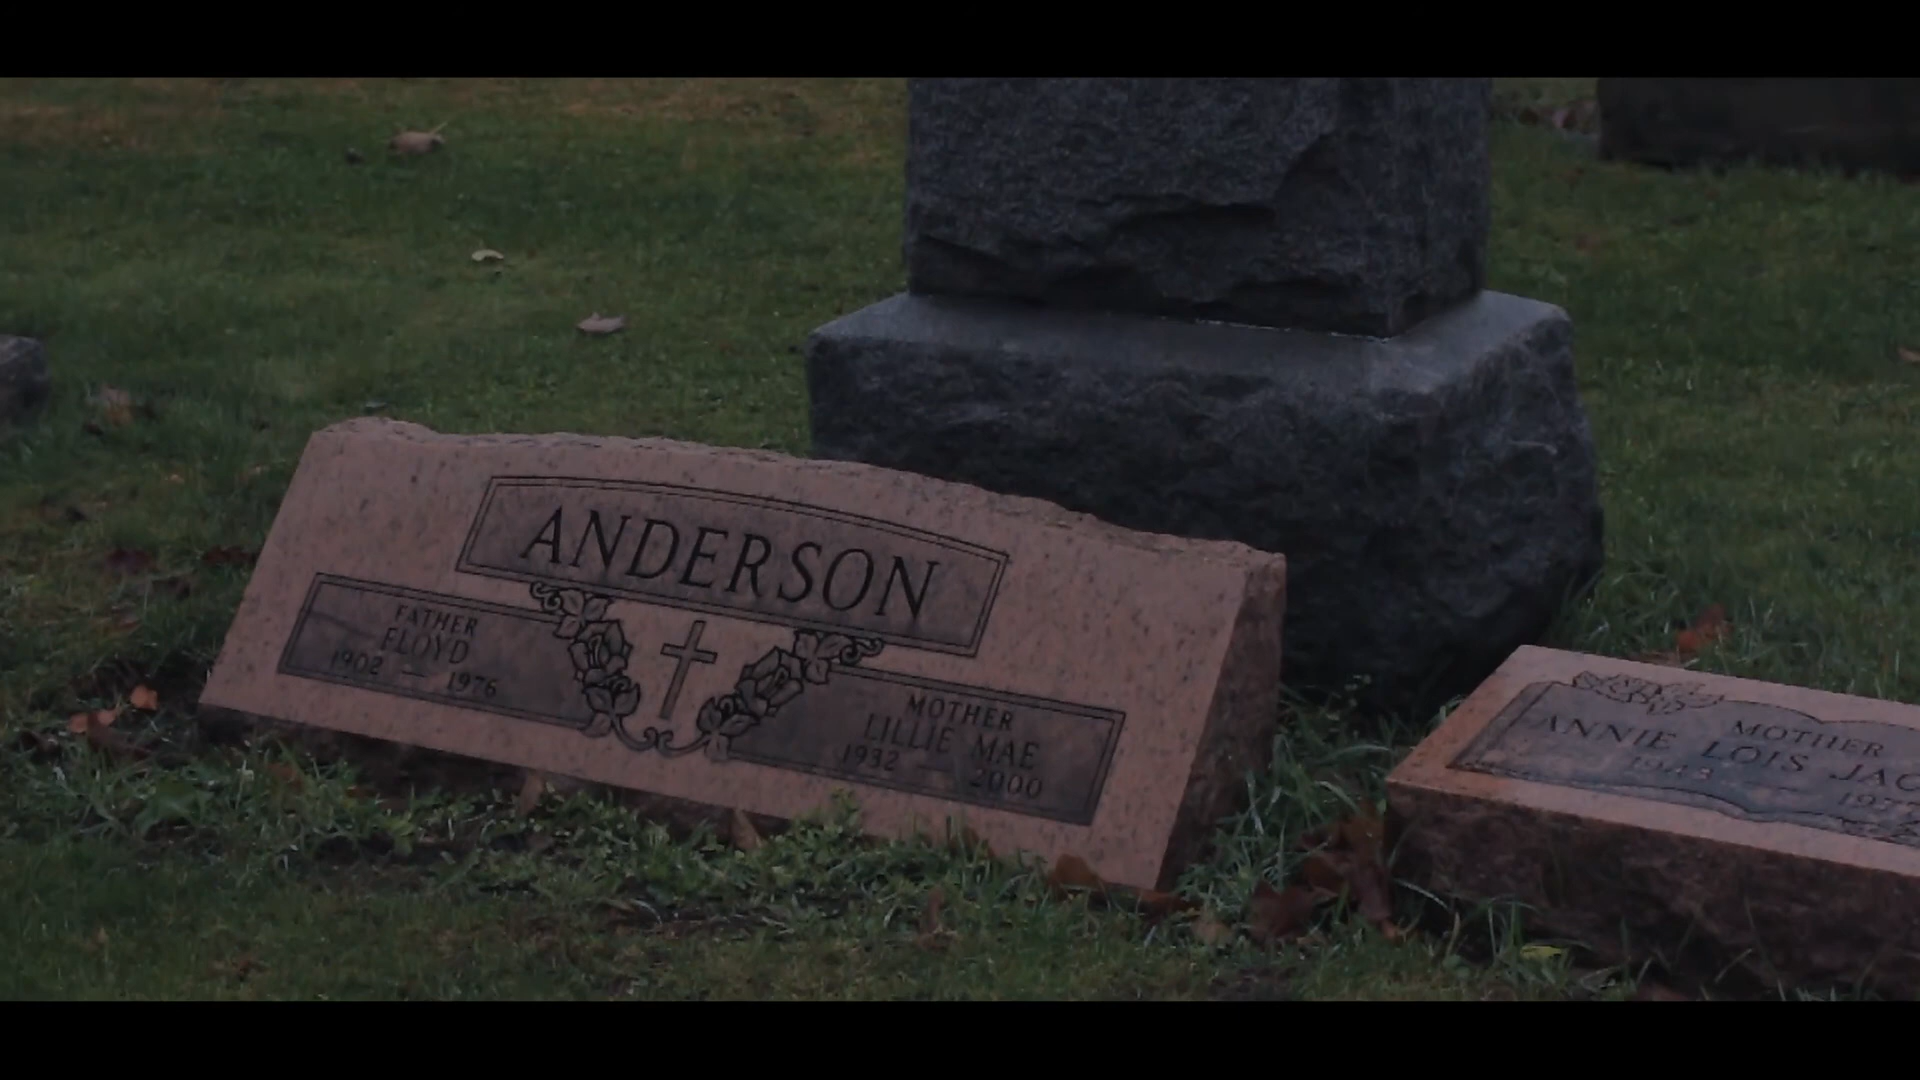 ANDERSON
FATHER
FLOYD
1902 — 1976
MOTHER
LILLIE MAE
1932 — 2000
MOTHER
ANNIE LOIS